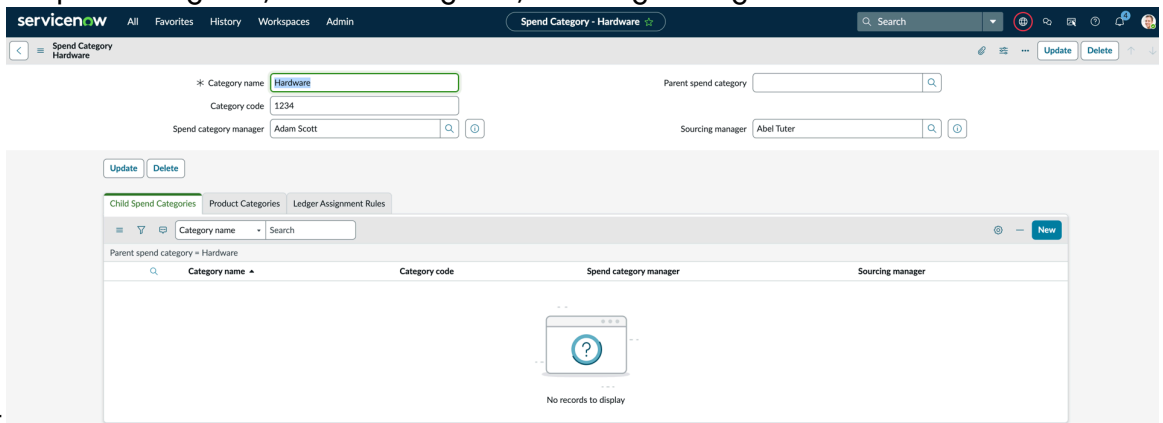 servicenow All Favorites History Workspaces Admin Spend Category - Hardware Search 4
Spend Category
Hardware
Update Delete
* Category name Hardware Parent spend category
Category code 1234
Spend category manager Adam Scott Sourcing manager Abel Tuter
Update Delete
Child Spend Categories Product Categories Ledger Assignment Rules
Category name Search New
Parent spend category = Hardware
Category name Category code Spend category manager Sourcing manager
?
No records to display